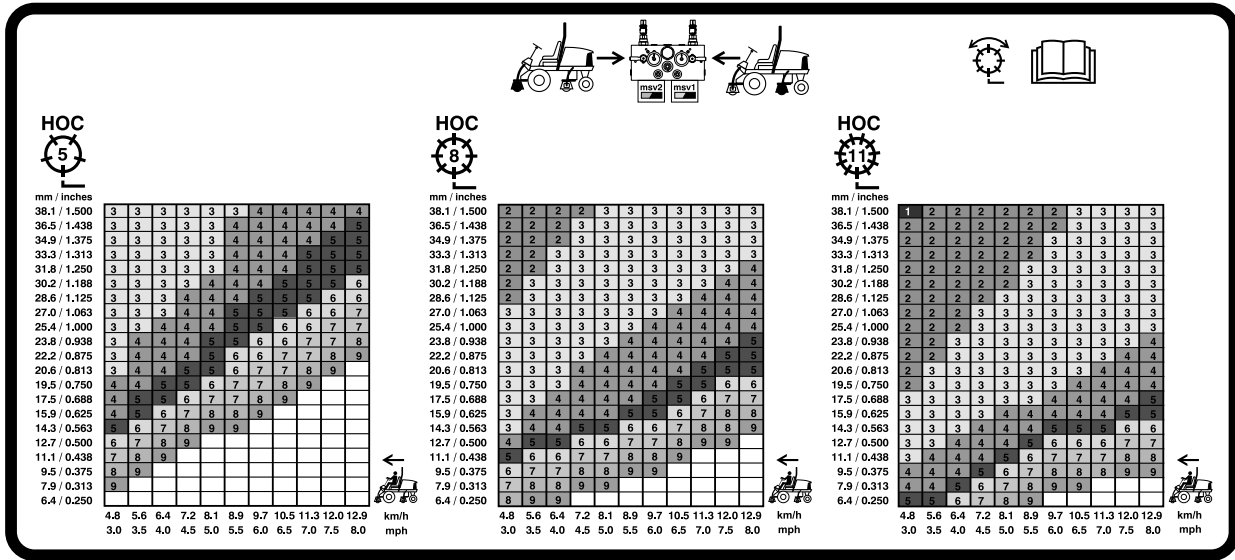 msv2 msv1
HOC
5
mm / inches
38.1 / 1.500 3 3 3 3 3 3 4 4 4 4 4
36.5 / 1.438 3 3 3 3 3 4 4 4 4 4 5
34.9 / 1.375 3 3 3 3 3 4 4 4 4 5 5
33.3 / 1.313 3 3 3 3 3 4 4 4 5 5 5
31.8 / 1.250 3 3 3 3 3 4 4 4 5 5 5
30.2 / 1.188 3 3 3 3 4 4 4 5 5 5 6
28.6 / 1.125 3 3 3 4 4 4 5 5 5 6 6
27.0 / 1.063 3 3 3 4 4 5 5 5 6 6 7
25.4 / 1.000 3 3 4 4 4 5 5 6 6 7 7
23.8 / 0.938 3 4 4 4 5 5 6 6 7 7 8
22.2 / 0.875 3 4 4 4 5 6 6 7 7 8 9
20.6 / 0.813 3 4 4 5 5 6 7 7 8 9
19.5 / 0.750 4 4 5 5 6 7 7 8 9
17.5 / 0.688 4 5 5 6 7 7 8 9
15.9 / 0.625 4 5 6 7 7 8 9
14.3 / 0.563 5 6 7 8 9 9
12.7 / 0.500 6 7 8 9
11.1 / 0.438 7 8 9
9.5 / 0.375 8 9
7.9 / 0.313 9
6.4 / 0.250
4.8 5.6 6.4 7.2 8.1 8.9 9.7 10.5 11.3 12.0 12.9 km/h
3.0 3.5 4.0 4.5 5.0 5.5 6.0 6.5 7.0 7.5 8.0 mph
HOC
8
mm / inches
38.1 / 1.500 2 2 2 2 3 3 3 3 3 3 3
36.5 / 1.438 2 2 2 3 3 3 3 3 3 3 3
34.9 / 1.375 2 2 2 3 3 3 3 3 3 3 3
33.3 / 1.313 2 2 3 3 3 3 3 3 3 3 3
31.8 / 1.250 2 2 3 3 3 3 3 3 3 3 4
30.2 / 1.188 2 3 3 3 3 3 3 3 3 4 4
28.6 / 1.125 2 3 3 3 3 3 3 3 4 4 4
27.0 / 1.063 3 3 3 3 3 3 3 4 4 4 4
25.4 / 1.000 3 3 3 3 3 3 4 4 4 4 4
23.8 / 0.938 3 3 3 3 3 4 4 4 4 4 5
22.2 / 0.875 3 3 3 3 4 4 4 4 4 5 5
20.6 / 0.813 3 3 3 4 4 4 4 4 5 5 5
19.5 / 0.750 3 3 3 4 4 4 4 5 5 6 6
17.5 / 0.688 3 3 4 4 4 4 5 5 6 6 7
15.9 / 0.625 3 4 4 4 4 5 5 6 7 7 8
14.3 / 0.563 3 4 4 5 5 6 6 7 7 8 8
12.7 / 0.500 4 5 5 6 6 7 7 8 9 9
11.1 / 0.438 5 6 6 7 7 8 8 9
9.5 / 0.375 6 7 7 8 8 9 9
7.9 / 0.313 7 8 8 9 9
6.4 / 0.250 8 9 9
4.8 5.6 6.4 7.2 8.1 8.9 9.7 10.5 11.3 12.0 12.9 km/h
3.0 3.5 4.0 4.5 5.0 5.5 6.0 6.5 7.0 7.5 8.0 mph
HOC
11
mm / inches
38.1 / 1.500 1 2 2 2 2 2 2 3 3 3 3
36.5 / 1.438 2 2 2 2 2 2 2 3 3 3 3
34.9 / 1.375 2 2 2 2 2 2 3 3 3 3 3
33.3 / 1.313 2 2 2 2 2 3 3 3 3 3 3
31.8 / 1.250 2 2 2 2 2 3 3 3 3 3 3
30.2 / 1.188 2 2 2 2 2 3 3 3 3 3 3
28.6 / 1.125 2 2 2 2 3 3 3 3 3 3 3
27.0 / 1.063 2 2 2 3 3 3 3 3 3 3 3
25.4 / 1.000 2 2 2 3 3 3 3 3 3 3 3
23.8 / 0.938 2 2 3 3 3 3 3 3 3 3 4
22.2 / 0.875 2 2 3 3 3 3 3 3 3 4 4
20.6 / 0.813 2 3 3 3 3 3 3 3 4 4 4
19.5 / 0.750 2 3 3 3 3 3 3 4 4 4 4
17.5 / 0.688 3 3 3 3 3 3 4 4 4 4 5
15.9 / 0.625 3 3 3 3 4 4 4 4 4 5 5
14.3 / 0.563 3 3 3 4 4 4 5 5 5 6 6
12.7 / 0.500 3 3 4 4 4 5 6 6 6 7 7
11.1 / 0.438 3 4 4 4 5 6 6 7 7 7 8
9.5 / 0.375 4 4 4 5 6 7 7 8 8 9 9
7.9 / 0.313 4 4 5 6 7 8 9 9
6.4 / 0.250 5 5 6 7 8 9
4.8 5.6 6.4 7.2 8.1 8.9 9.7 10.5 11.3 12.0 12.9 km/h
3.0 3.5 4.0 4.5 5.0 5.5 6.0 6.5 7.0 7.5 8.0 mph